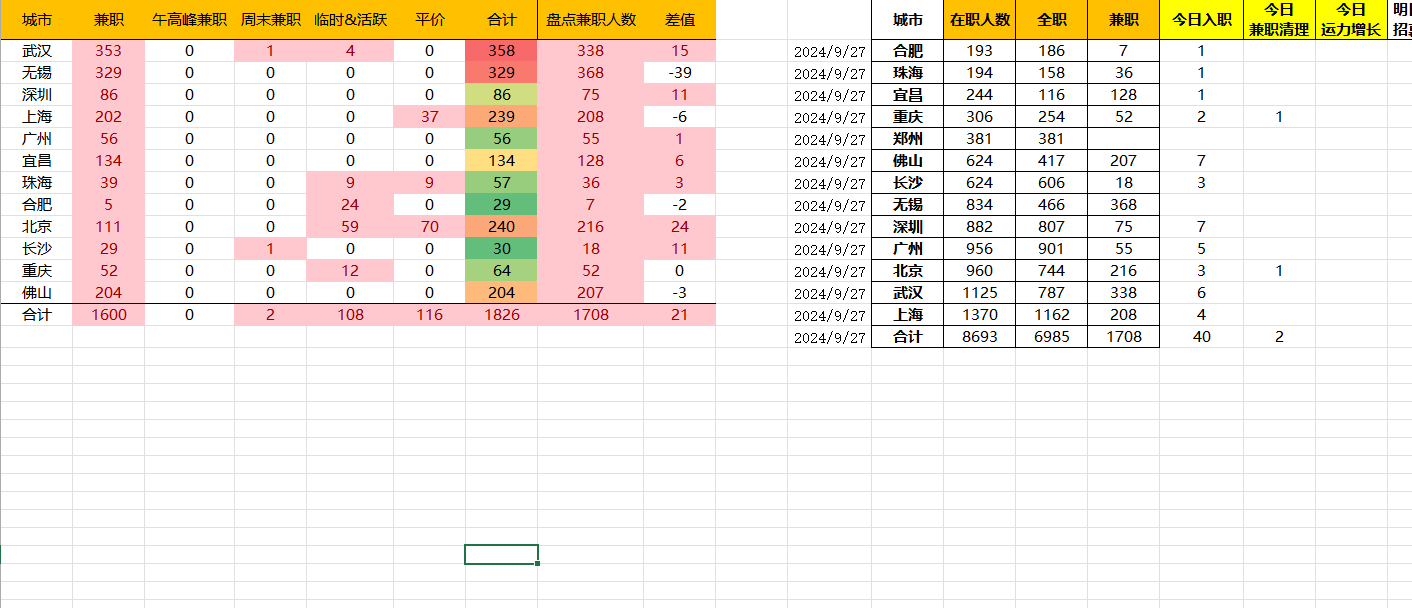 城市 兼职 午高峰兼职 周末兼职 临时&活跃 平价 合计 盘点兼职人数 差值
武汉 353 0 1 4 0 358 338 15
无锡 329 0 0 0 0 329 368 -39
深圳 86 0 0 0 0 86 75 11
上海 202 0 0 0 37 239 208 -6
广州 56 0 0 0 0 56 55 1
宜昌 134 0 0 0 0 134 128 6
珠海 39 0 0 9 9 57 36 3
合肥 5 0 0 24 0 29 7 -2
北京 111 0 0 59 70 240 216 24
长沙 29 0 1 0 0 30 18 11
重庆 52 0 0 12 0 64 52 0
佛山 204 0 0 0 0 204 207 -3
合计 1600 0 2 108 116 1826 1708 21
城市 在职人数 全职 兼职 今日入职 今日 今日
兼职清理 运力增长
2024/9/27 合肥 193 186 7 1
2024/9/27 珠海 194 158 36 1
2024/9/27 宜昌 244 116 128 1
2024/9/27 重庆 306 254 52 2 1
2024/9/27 郑州 381 381
2024/9/27 佛山 624 417 207 7
2024/9/27 长沙 624 606 18 3
2024/9/27 无锡 834 466 368
2024/9/27 深圳 882 807 75 7
2024/9/27 广州 956 901 55 5
2024/9/27 北京 960 744 216 3 1
2024/9/27 武汉 1125 787 338 6
2024/9/27 上海 1370 1162 208 4
2024/9/27 合计 8693 6985 1708 40 2